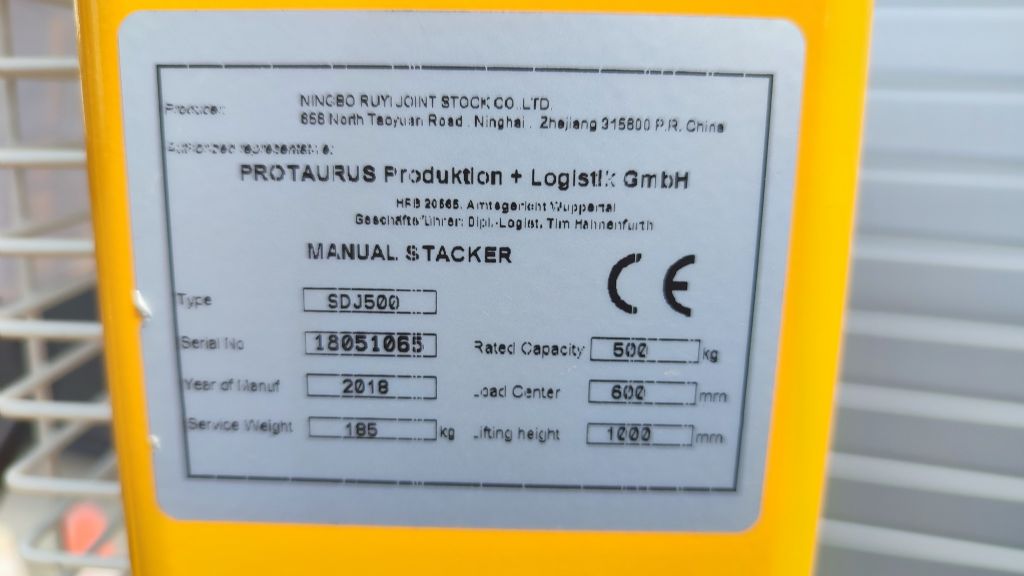 Producer: NINGBO RUYI JOINT STOCK CO., LTD.
656 North Taoyuan Road, Ninghai, Zhejiang 315600 P.R. China
Authorized representative:
PROTAURUS Produktion + Logistik GmbH
HRB 20565, Amtsgericht Wuppertal
Geschäftsführer: Dipl.-Logist. Tim Hahnenfurth
MANUAL STACKER
CE
Type SDJ500
Serial No 18051065 Rated Capacity 500 kg
Year of Manuf 2018 Load Center 600 mm
Service Weight 185 kg Lifting height 1000 mm